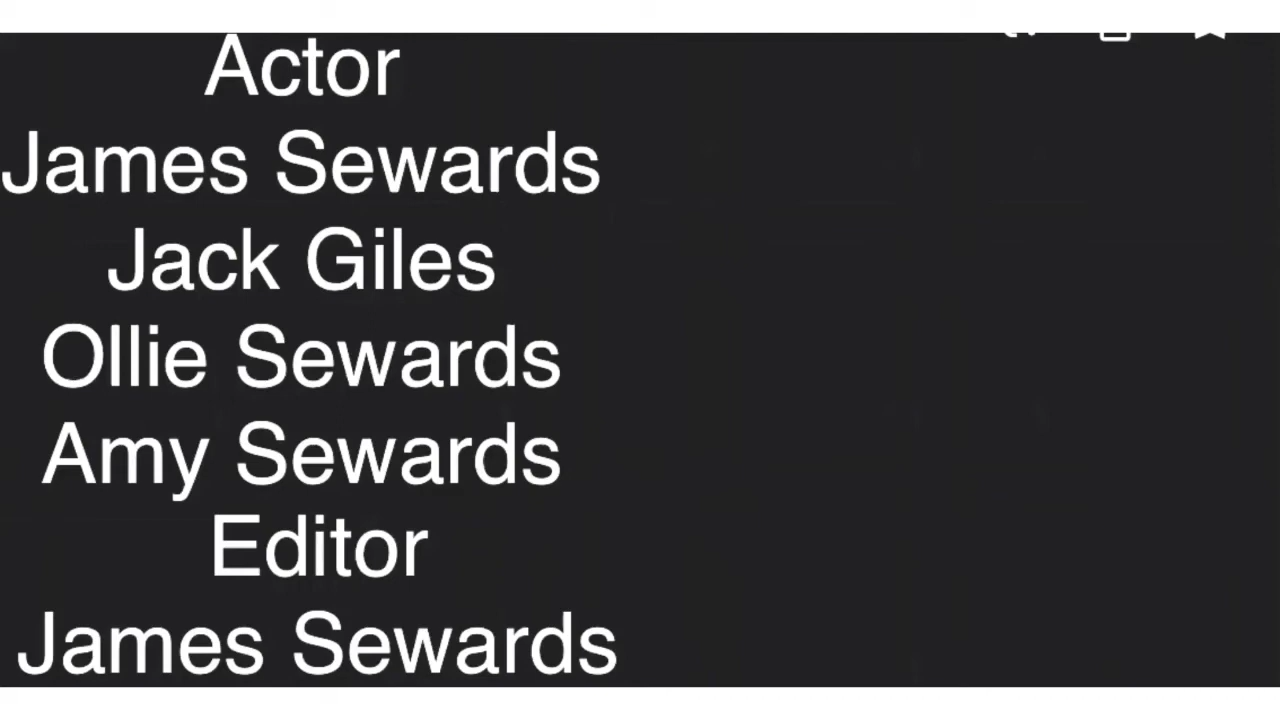 Actor
James Sewards
Jack Giles
Ollie Sewards
Amy Sewards
Editor
James Sewards